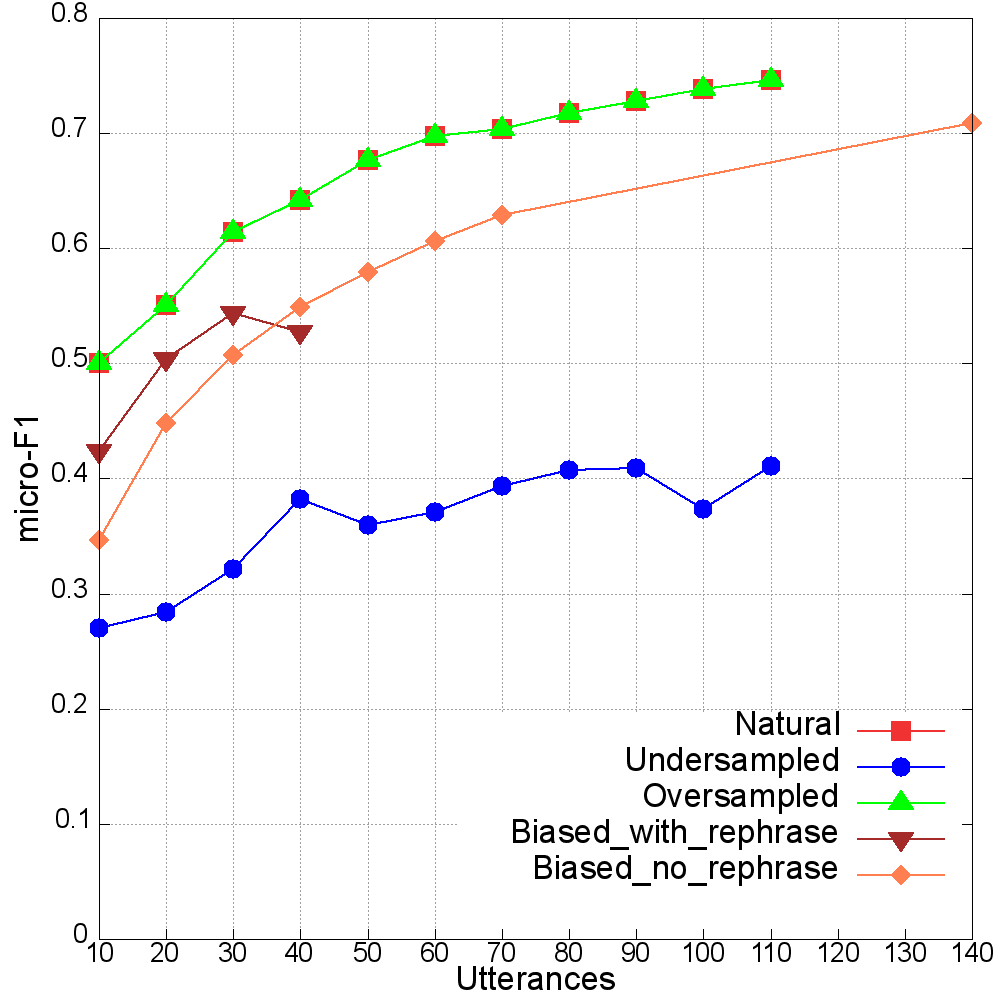 0.8
0.7
0.6
0.5
0.4
0.3
0.2
0.1
0
micro-F1
Natural
Undersampled
Oversampled
Biased_with_rephrase
Biased_no_rephrase
10 20 30 40 50 60 70 80 90 100 110 120 130 140
Utterances